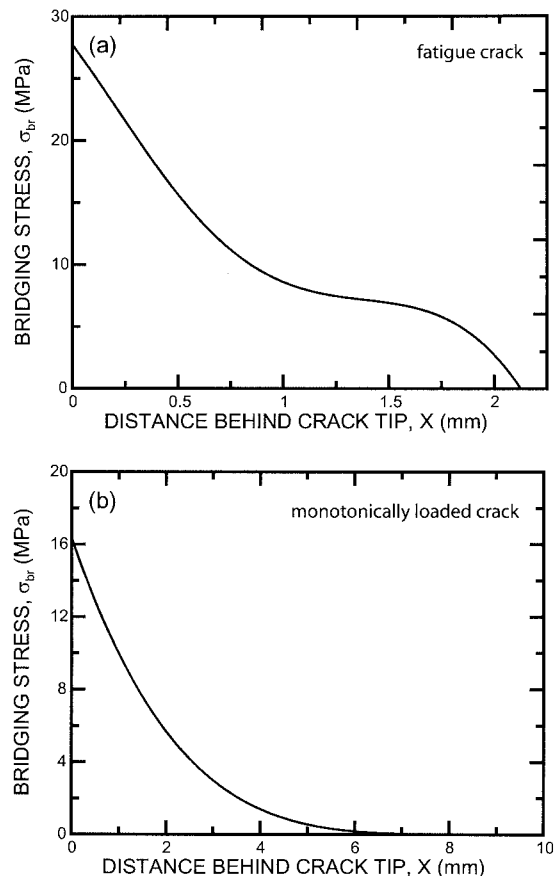 30
(a)
fatigue crack
20
10
0
BRIDGING STRESS, σbr (MPa)
0 0.5 1 1.5 2
DISTANCE BEHIND CRACK TIP, X (mm)
20
(b)
monotonically loaded crack
16
12
8
4
0
BRIDGING STRESS, σbr (MPa)
0 2 4 6 8 10
DISTANCE BEHIND CRACK TIP, X (mm)